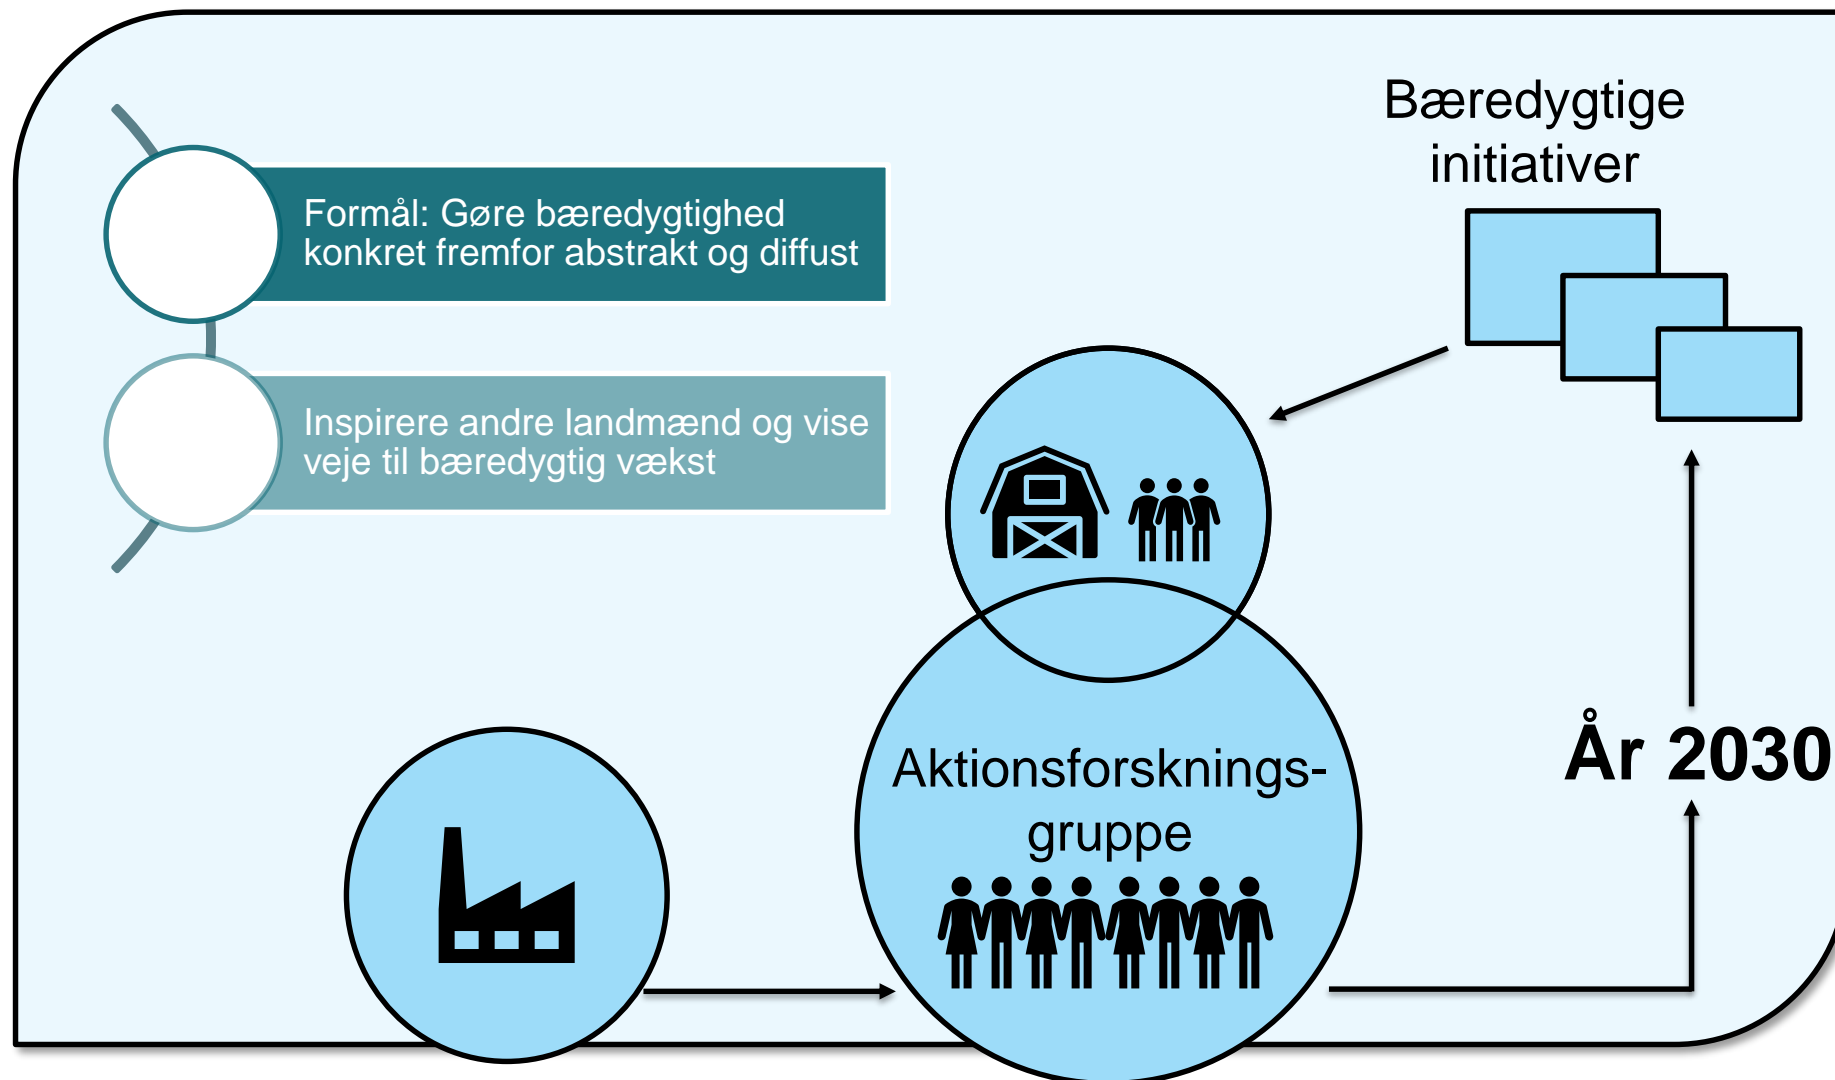 Formål: Gøre bæredygtighed
konkret fremfor abstrakt og diffust
Inspirere andre landmænd og vise
veje til bæredygtig vækst
Bæredygtige
initiativer
Aktionsforsknings-
gruppe
År 2030